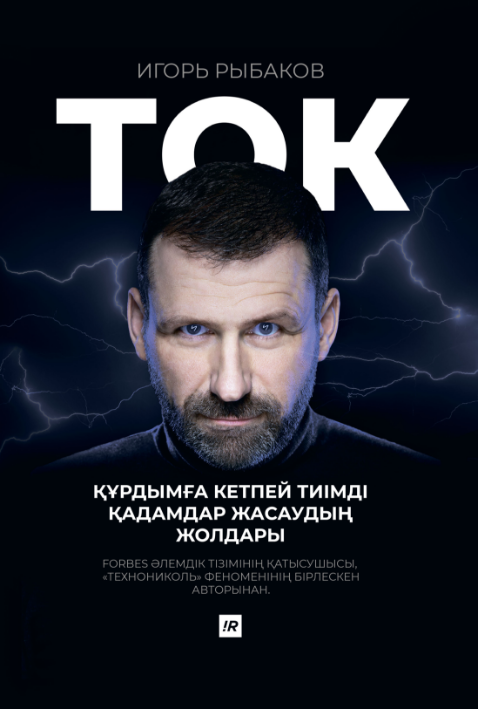 ИГОРЬ РЫБАКОВ
ТОК
ҚҰРДЫМҒА КЕТПЕЙ ТИІМДІ
ҚАДАМДАР ЖАСАУДЫҢ
ЖОЛДАРЫ
FORBES ӘЛЕМДІК ТІЗІМІНІҢ ҚАТЫСУШЫСЫ,
«ТЕХНОНИКОЛЬ» ФЕНОМЕНІНІҢ БІРЛЕСКЕН
АВТОРЫНАН.
!R